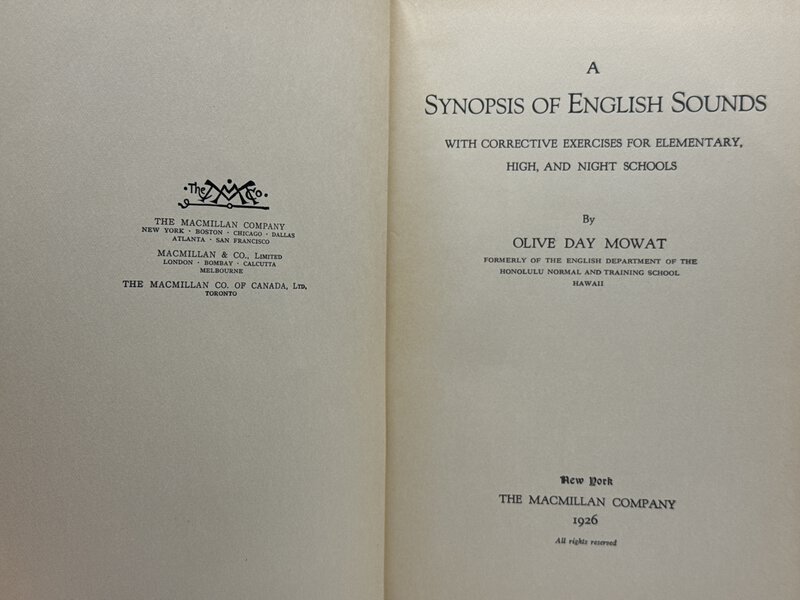 ·The M Co.
THE MACMILLAN COMPANY
NEW YORK · BOSTON · CHICAGO · DALLAS
ATLANTA · SAN FRANCISCO
MACMILLAN & CO., LIMITED
LONDON · BOMBAY · CALCUTTA
MELBOURNE
THE MACMILLAN CO. OF CANADA, LTD.
TORONTO
A
SYNOPSIS OF ENGLISH SOUNDS
WITH CORRECTIVE EXERCISES FOR ELEMENTARY,
HIGH, AND NIGHT SCHOOLS
By
OLIVE DAY MOWAT
FORMERLY OF THE ENGLISH DEPARTMENT OF THE
HONOLULU NORMAL AND TRAINING SCHOOL
HAWAII
New York
THE MACMILLAN COMPANY
1926
All rights reserved